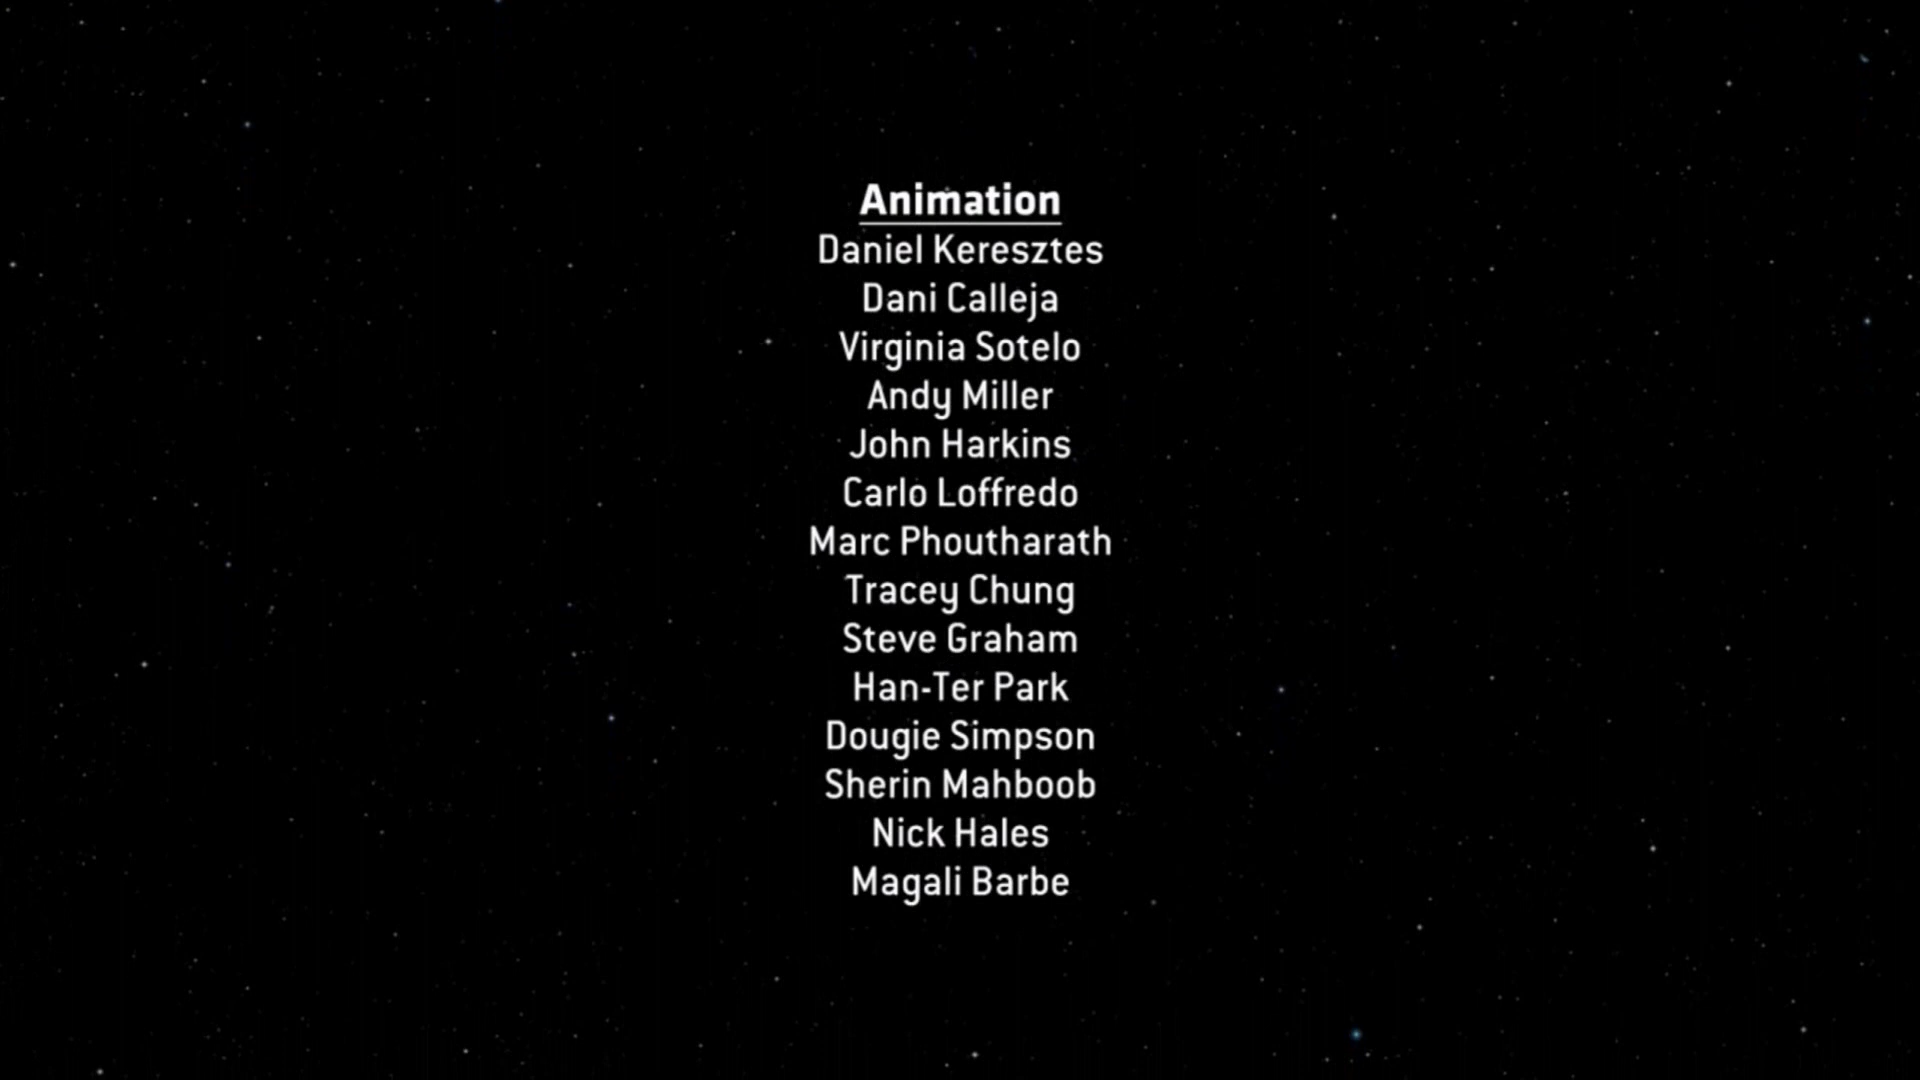 Animation
Daniel Keresztes
Dani Calleja
Virginia Sotelo
Andy Miller
John Harkins
Carlo Loffredo
Marc Phoutharath
Tracey Chung
Steve Graham
Han-Ter Park
Dougie Simpson
Sherin Mahboob
Nick Hales
Magali Barbe